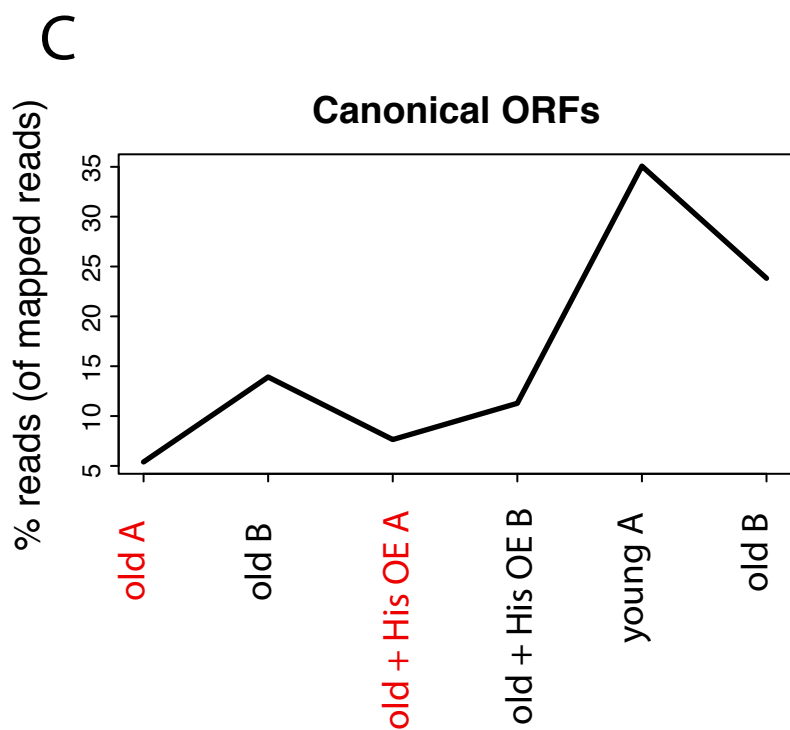 C
Canonical ORFs
% reads (of mapped reads)
35
30
25
20
15
10
5
old A
old B
old + His OE A
old + His OE B
young A
old B